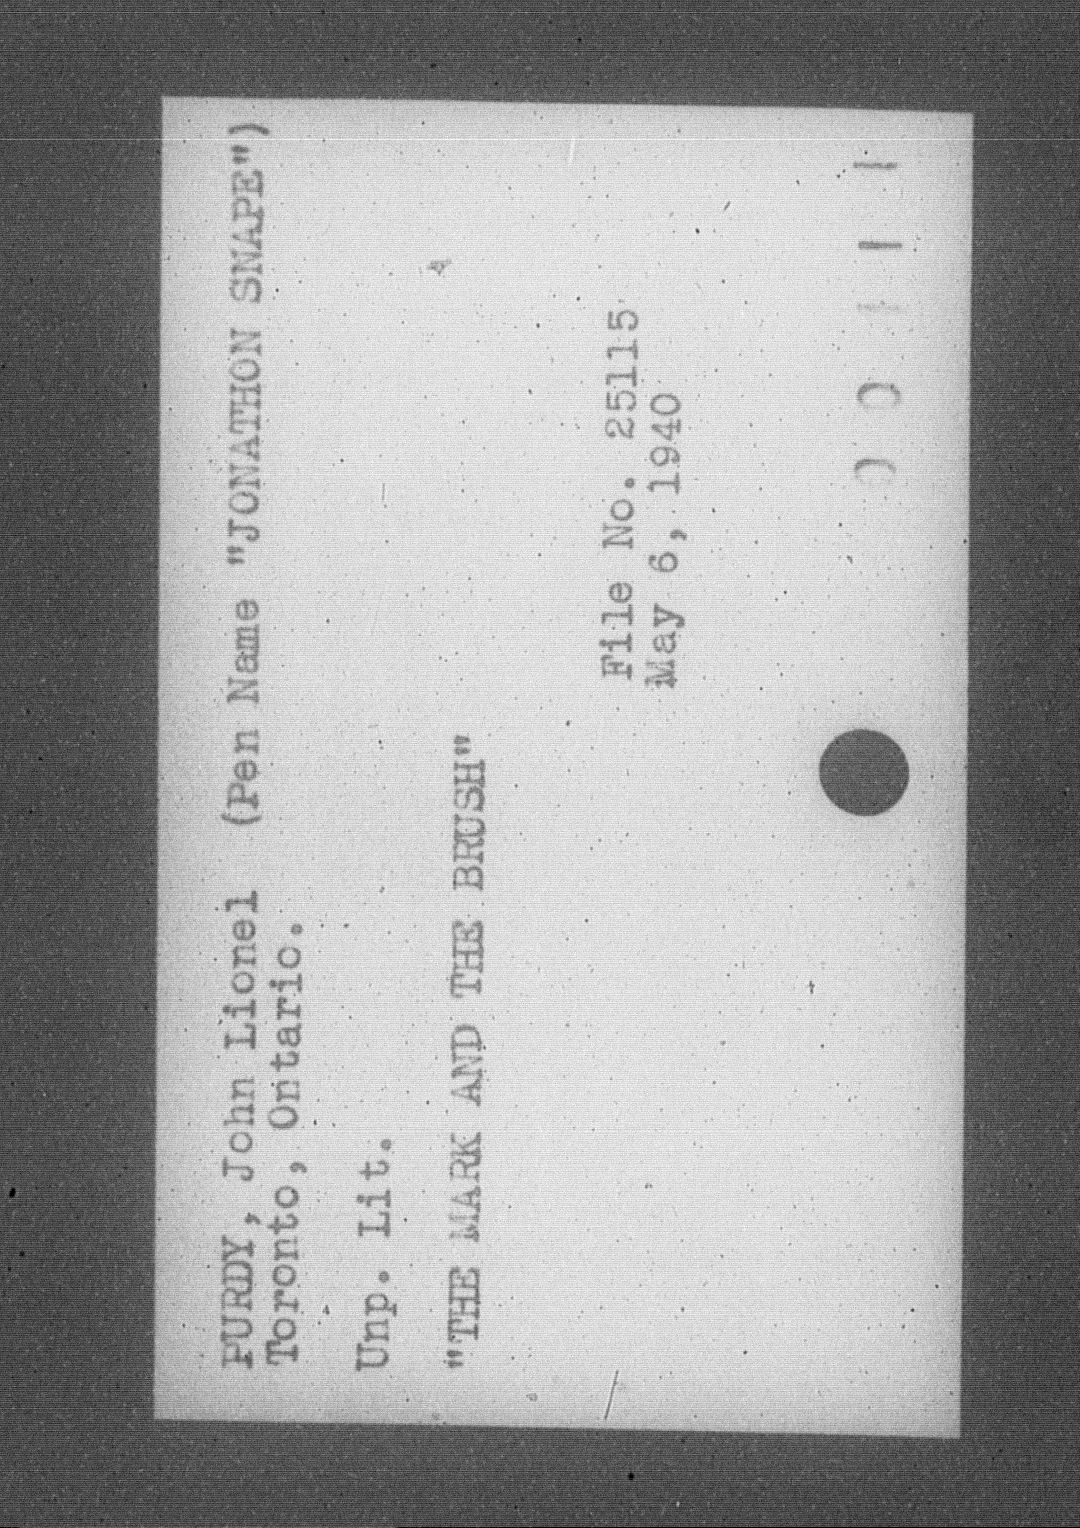 PURDY, John Lionel (Pen Name "JONATHON SNAPE")
Toronto, Ontario.
Unp. Lit.
"THE MARK AND THE BRUSH"
File No. 25115
May 6, 1940